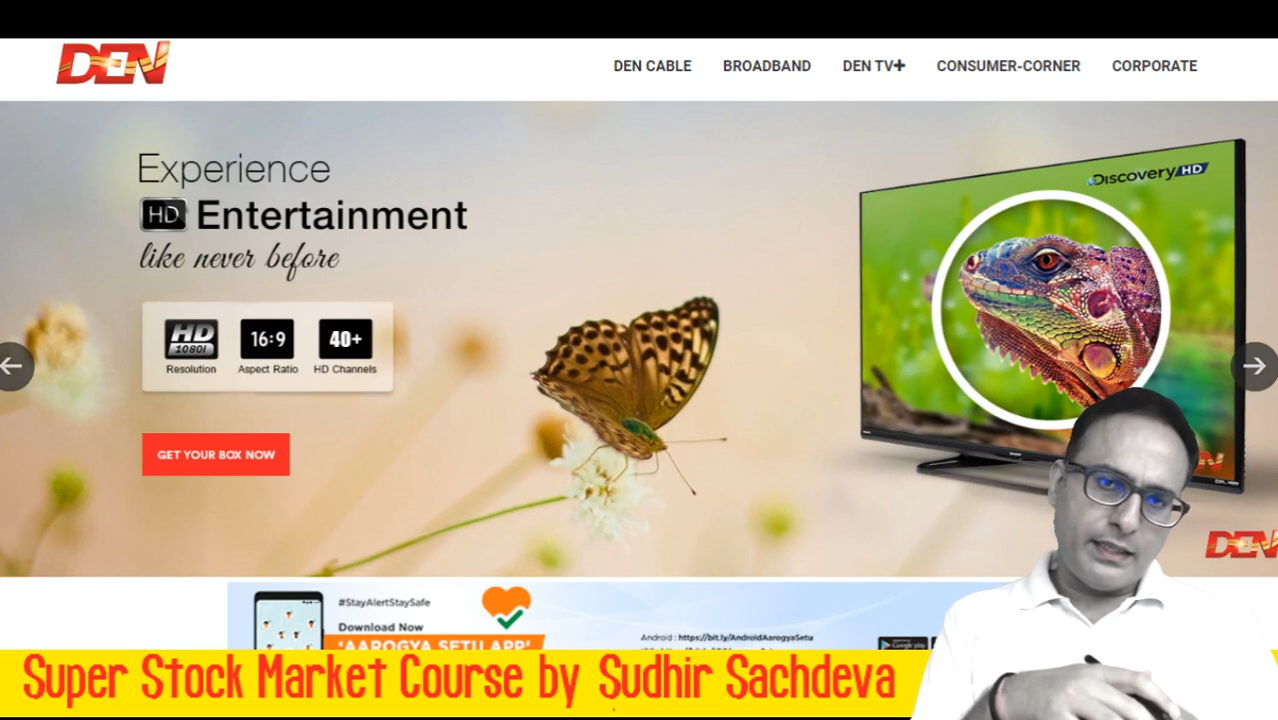 DEN
DEN CABLE BROADBAND DEN TV+ CONSUMER-CORNER CORPORATE
Experience
HD Entertainment
like never before
HD 1080i 16:9 40+
Resolution Aspect Ratio HD Channels
GET YOUR BOX NOW
Discovery HD
DEN
#StayAlertStaySafe
Download Now
'AAROGYA SETU APP'
Android : https://bit.ly/AndroidAarogyaSetu
Google play
Super Stock Market Course by Sudhir Sachdeva